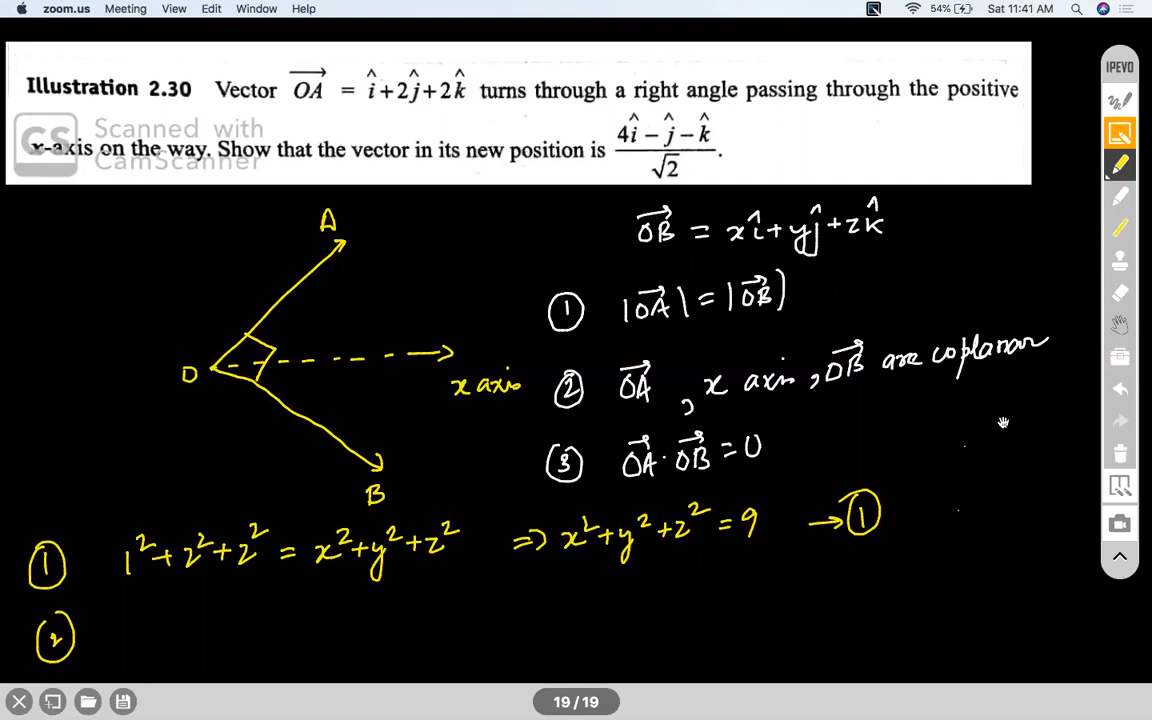 zoom.us Meeting View Edit Window Help 54% Sat 11:41 AM
IPEVO
Illustration 2.30 Vector \(\overrightarrow{OA} = \hat{i}+2\hat{j}+2\hat{k}\) turns through a right angle passing through the positive
x-axis on the way. Show that the vector in its new position is \(\frac{4\hat{i}-\hat{j}-\hat{k}}{\sqrt{2}}\).
CS Scanned with
CamScanner
A
O
x axis
B
\(\overrightarrow{OB} = x\hat{i}+y\hat{j}+z\hat{k}\)
① \(|\overrightarrow{OA}| = |\overrightarrow{OB}|\)
② \(\overrightarrow{OA}\), x axis, \(\overrightarrow{OB}\) are coplanar
③ \(\overrightarrow{OA} \cdot \overrightarrow{OB} = 0\)
① \(1^2+2^2+2^2 = x^2+y^2+z^2 \Rightarrow x^2+y^2+z^2 = 9\) → ①
②
19 / 19